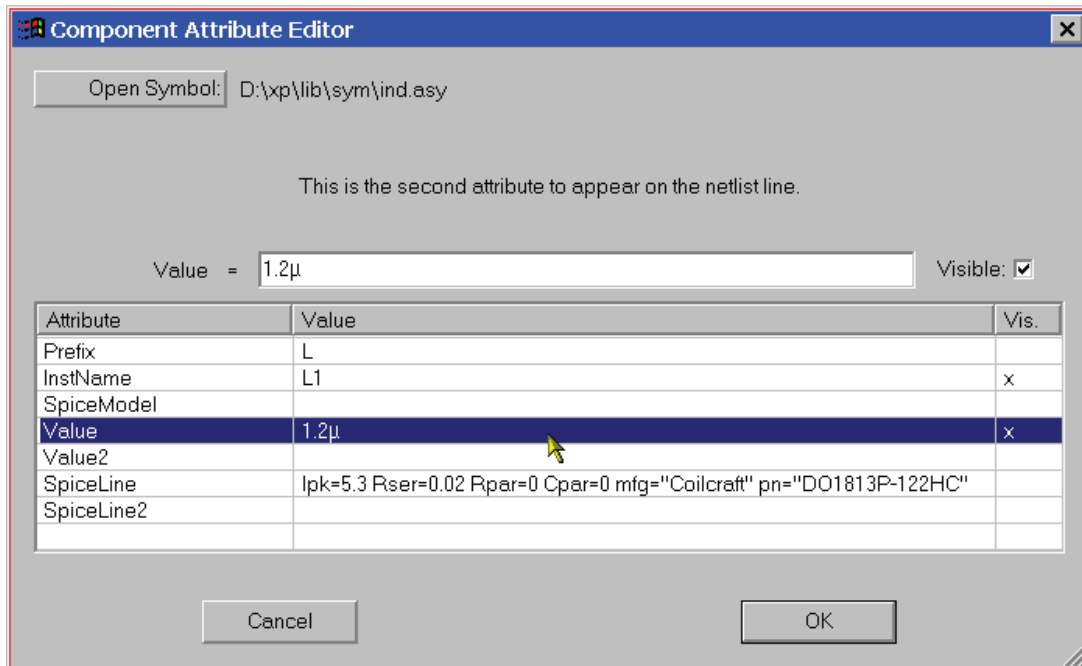 Component Attribute Editor
Open Symbol: D:\xp\lib\sym\ind.asy
This is the second attribute to appear on the netlist line.
Value = 1.2µ Visible:
Attribute Value Vis.
Prefix L
InstName L1 x
SpiceModel
Value 1.2µ x
Value2
SpiceLine Ipk=5.3 Rser=0.02 Rpar=0 Cpar=0 mfg="Coilcraft" pn="DO1813P-122HC"
SpiceLine2
Cancel OK